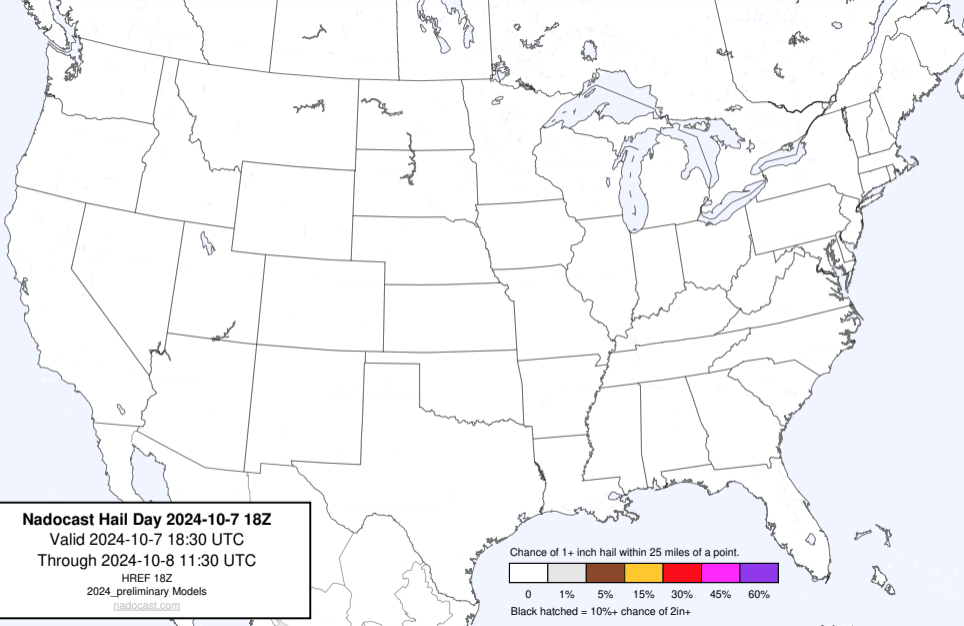 Nadocast Hail Day 2024-10-7 18Z
Valid 2024-10-7 18:30 UTC
Through 2024-10-8 11:30 UTC
HREF 18Z
2024_preliminary Models
nadocast.com
Chance of 1+ inch hail within 25 miles of a point.
0 1% 5% 15% 30% 45% 60%
Black hatched = 10%+ chance of 2in+